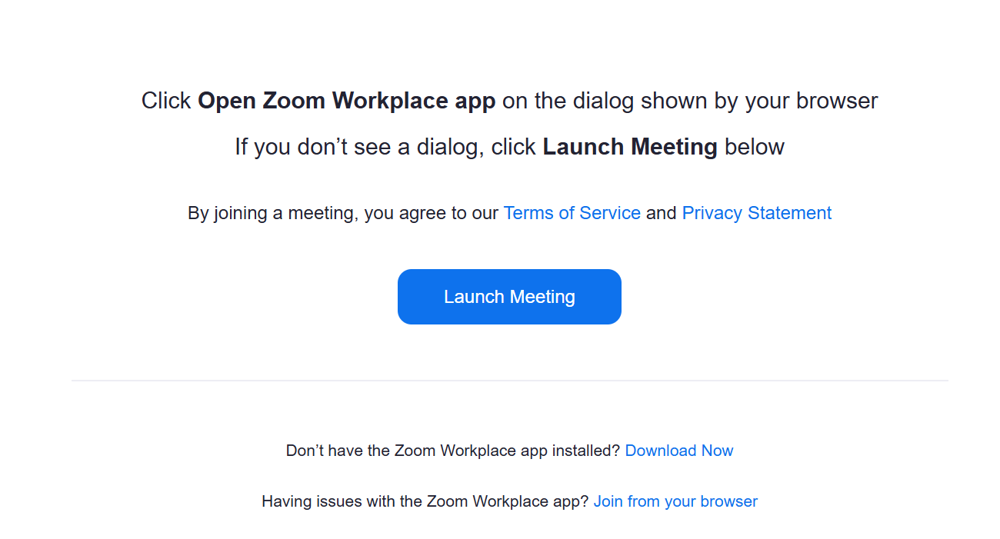 Click Open Zoom Workplace app on the dialog shown by your browser
If you don’t see a dialog, click Launch Meeting below
By joining a meeting, you agree to our Terms of Service and Privacy Statement
Launch Meeting
Don’t have the Zoom Workplace app installed? Download Now
Having issues with the Zoom Workplace app? Join from your browser